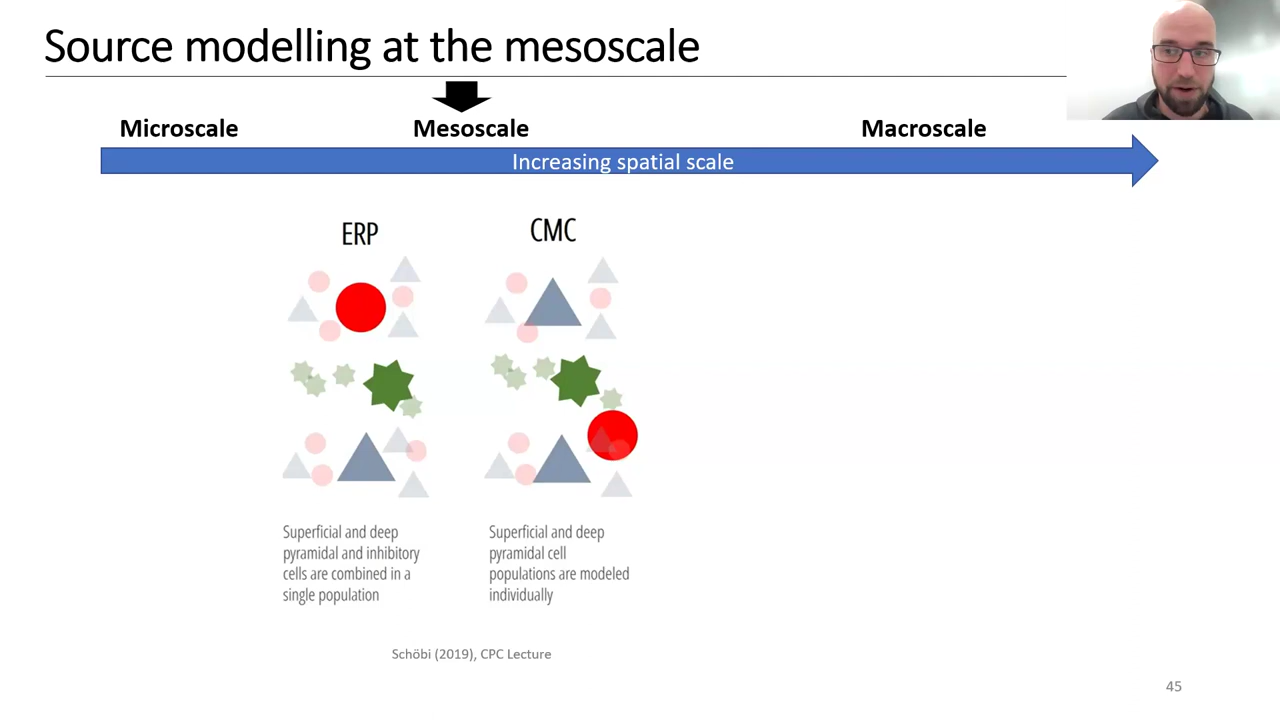 Source modelling at the mesoscale
Microscale
Mesoscale
Macroscale
Increasing spatial scale
ERP
CMC
Superficial and deep
pyramidal and inhibitory
cells are combined in a
single population
Superficial and deep
pyramidal cell
populations are modeled
individually
Schöbi (2019), CPC Lecture
45